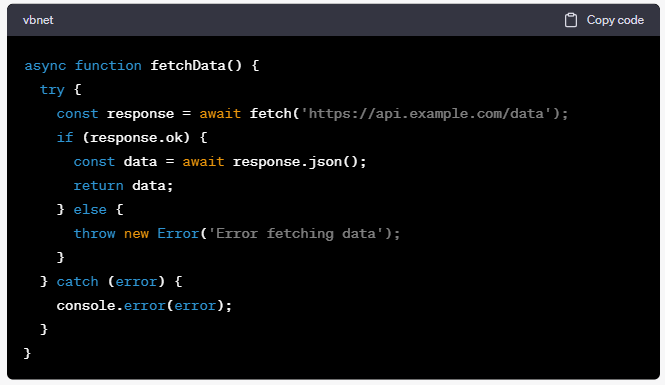 vbnet
Copy code
async function fetchData() {
  try {
    const response = await fetch('https://api.example.com/data');
    if (response.ok) {
      const data = await response.json();
      return data;
    } else {
      throw new Error('Error fetching data');
    }
  } catch (error) {
    console.error(error);
  }
}